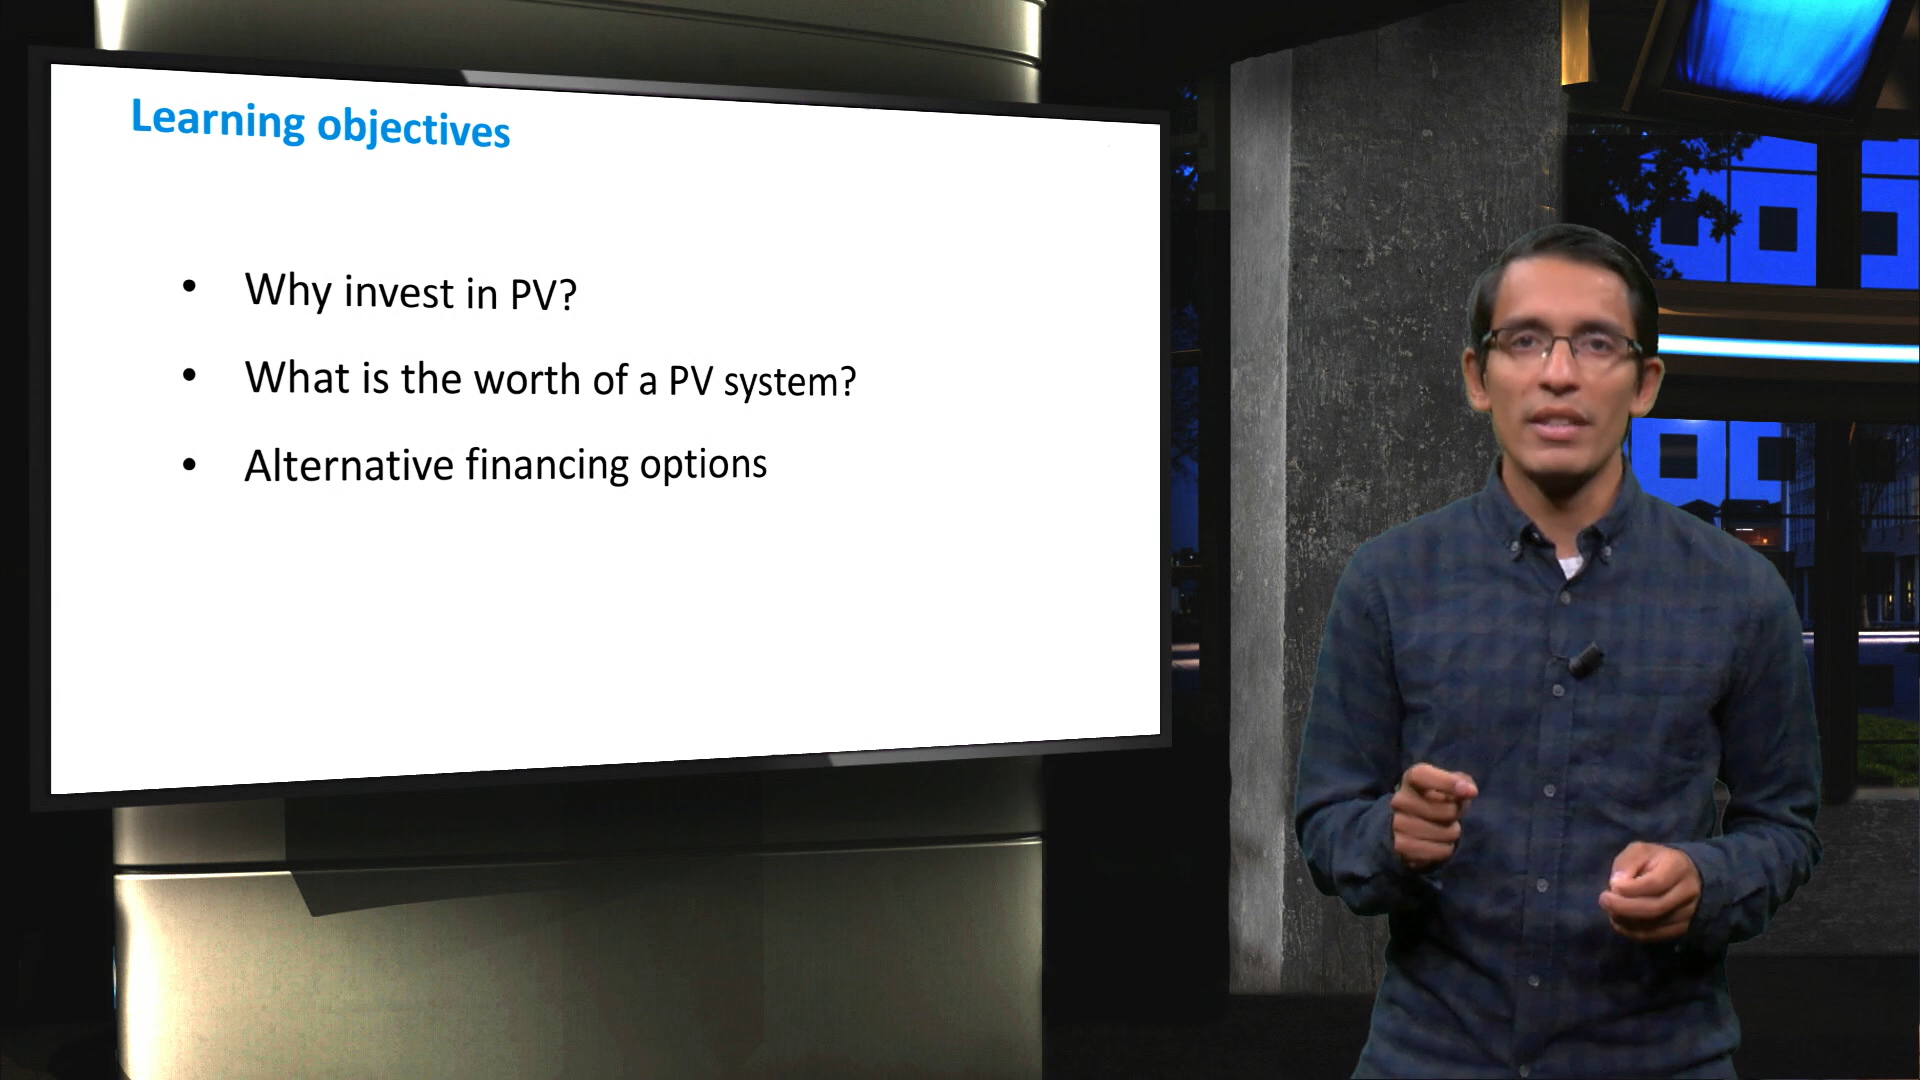 Learning objectives
• Why invest in PV?
• What is the worth of a PV system?
• Alternative financing options